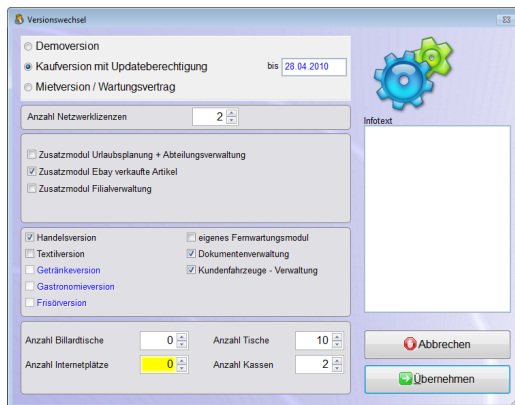 Versionswechsel
Demoversion
Kaufversion mit Updateberechtigung bis 28.04.2010
Mietversion / Wartungsvertrag
Anzahl Netzwerklizenzen 2
Infotext
Zusatzmodul Urlaubsplanung + Abteilungsverwaltung
Zusatzmodul Ebay verkaufte Artikel
Zusatzmodul Filialverwaltung
Handelsversion eigenes Fernwartungsmodul
Textilversion Dokumentenverwaltung
Getränkeversion Kundenfahrzeuge - Verwaltung
Gastronomieversion
Frisörversion
Anzahl Billardtische 0 Anzahl Tische 10
Anzahl Internetplätze 0 Anzahl Kassen 2
Abbrechen
Übernehmen